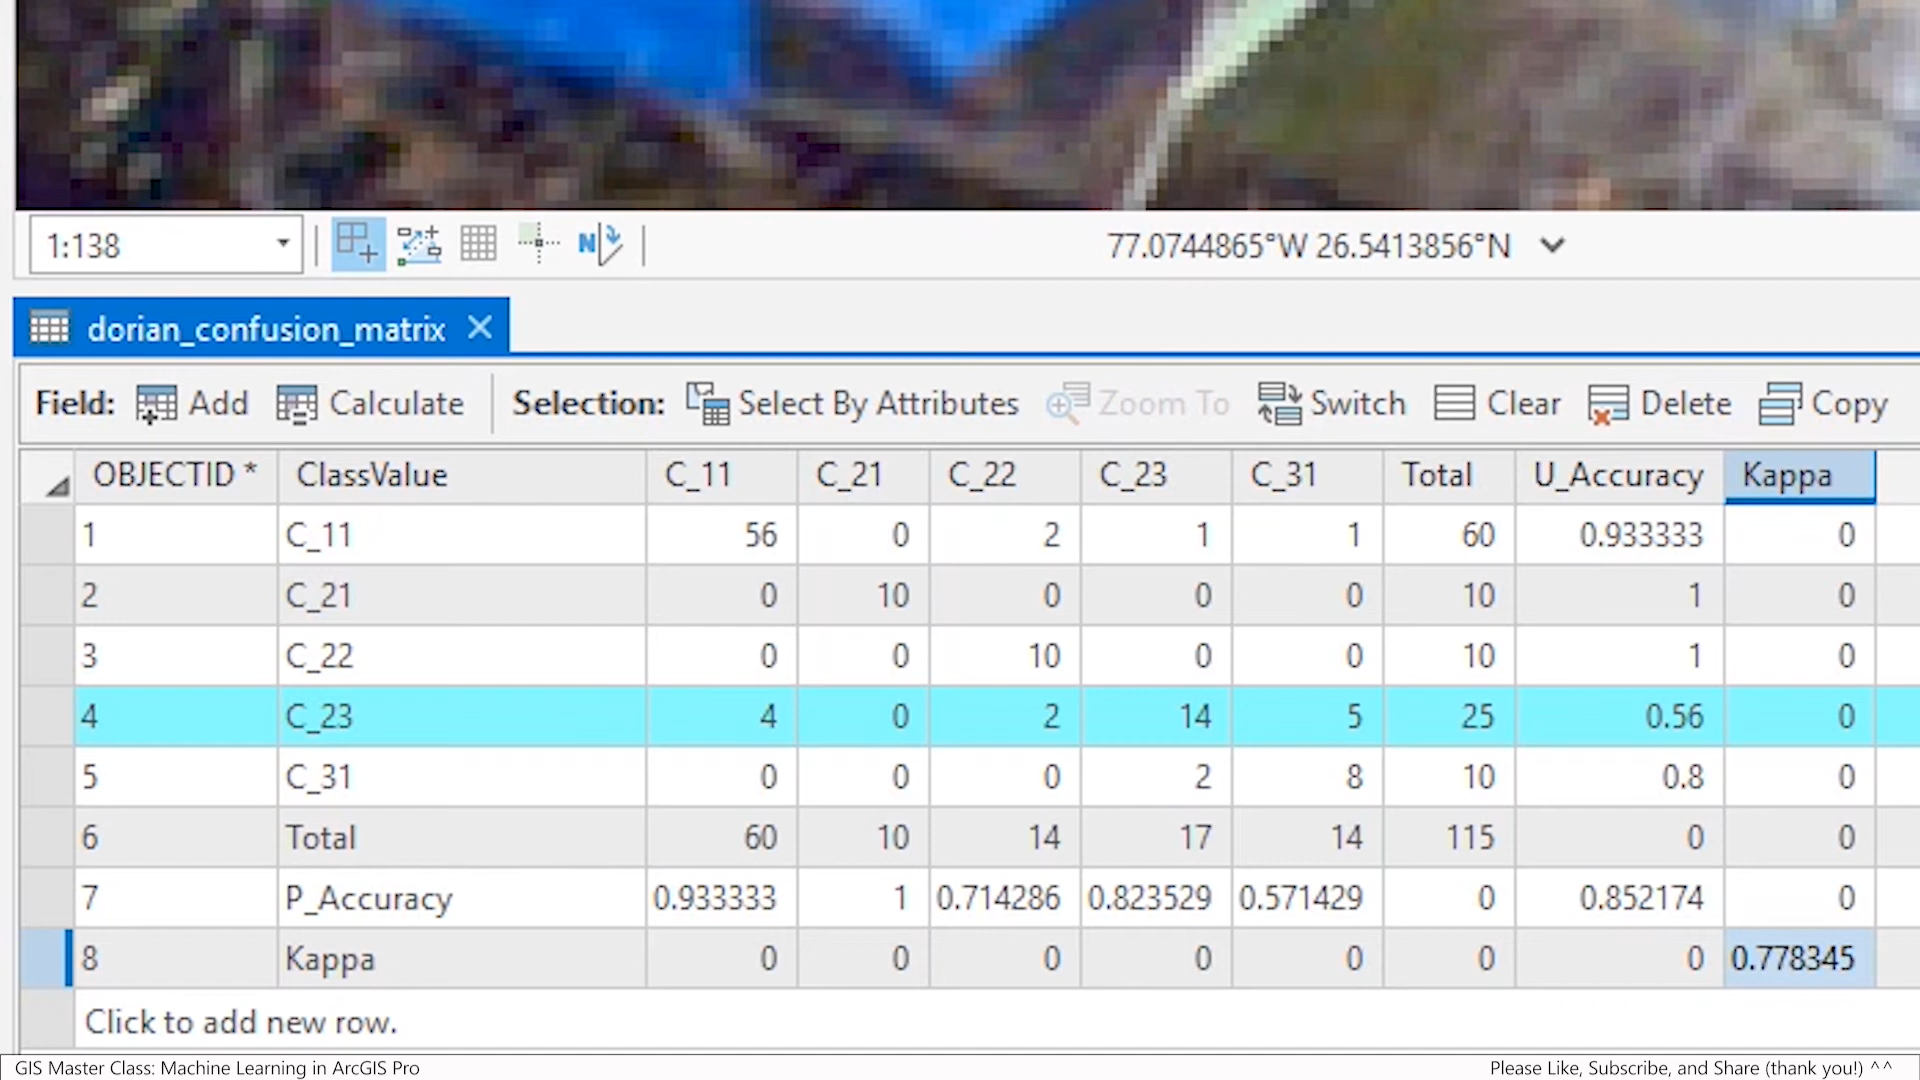 1:138
N
77.0744865°W 26.5413856°N
dorian_confusion_matrix
Field: Add Calculate Selection: Select By Attributes Zoom To Switch Clear Delete Copy
OBJECTID * ClassValue C_11 C_21 C_22 C_23 C_31 Total U_Accuracy Kappa
1 C_11 56 0 2 1 1 60 0.933333 0
2 C_21 0 10 0 0 0 10 1 0
3 C_22 0 0 10 0 0 10 1 0
4 C_23 4 0 2 14 5 25 0.56 0
5 C_31 0 0 0 2 8 10 0.8 0
6 Total 60 10 14 17 14 115 0 0
7 P_Accuracy 0.933333 1 0.714286 0.823529 0.571429 0 0.852174 0
8 Kappa 0 0 0 0 0 0 0 0.778345
Click to add new row.
GIS Master Class: Machine Learning in ArcGIS Pro
Please Like, Subscribe, and Share (thank you!) ^^